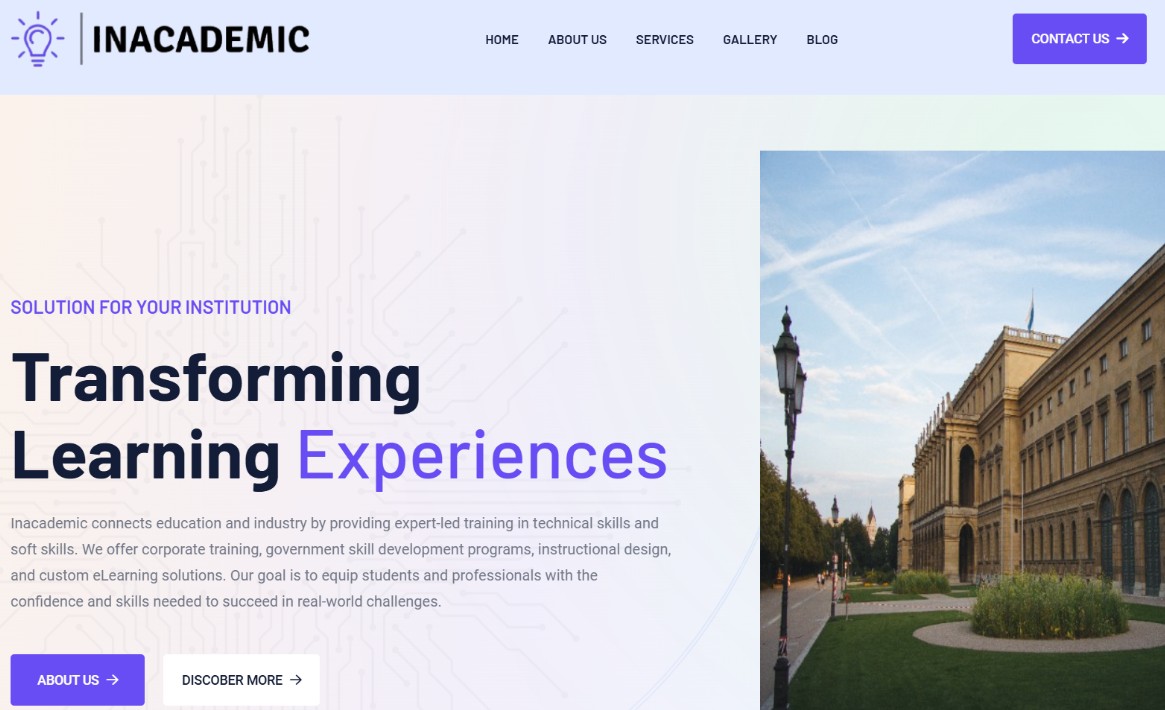 INACADEMIC
HOME
ABOUT US
SERVICES
GALLERY
BLOG
CONTACT US
SOLUTION FOR YOUR INSTITUTION
Transforming
Learning Experiences
Inacademic connects education and industry by providing expert-led training in technical skills and
soft skills. We offer corporate training, government skill development programs, instructional design,
and custom eLearning solutions. Our goal is to equip students and professionals with the
confidence and skills needed to succeed in real-world challenges.
ABOUT US
DISCOBER MORE